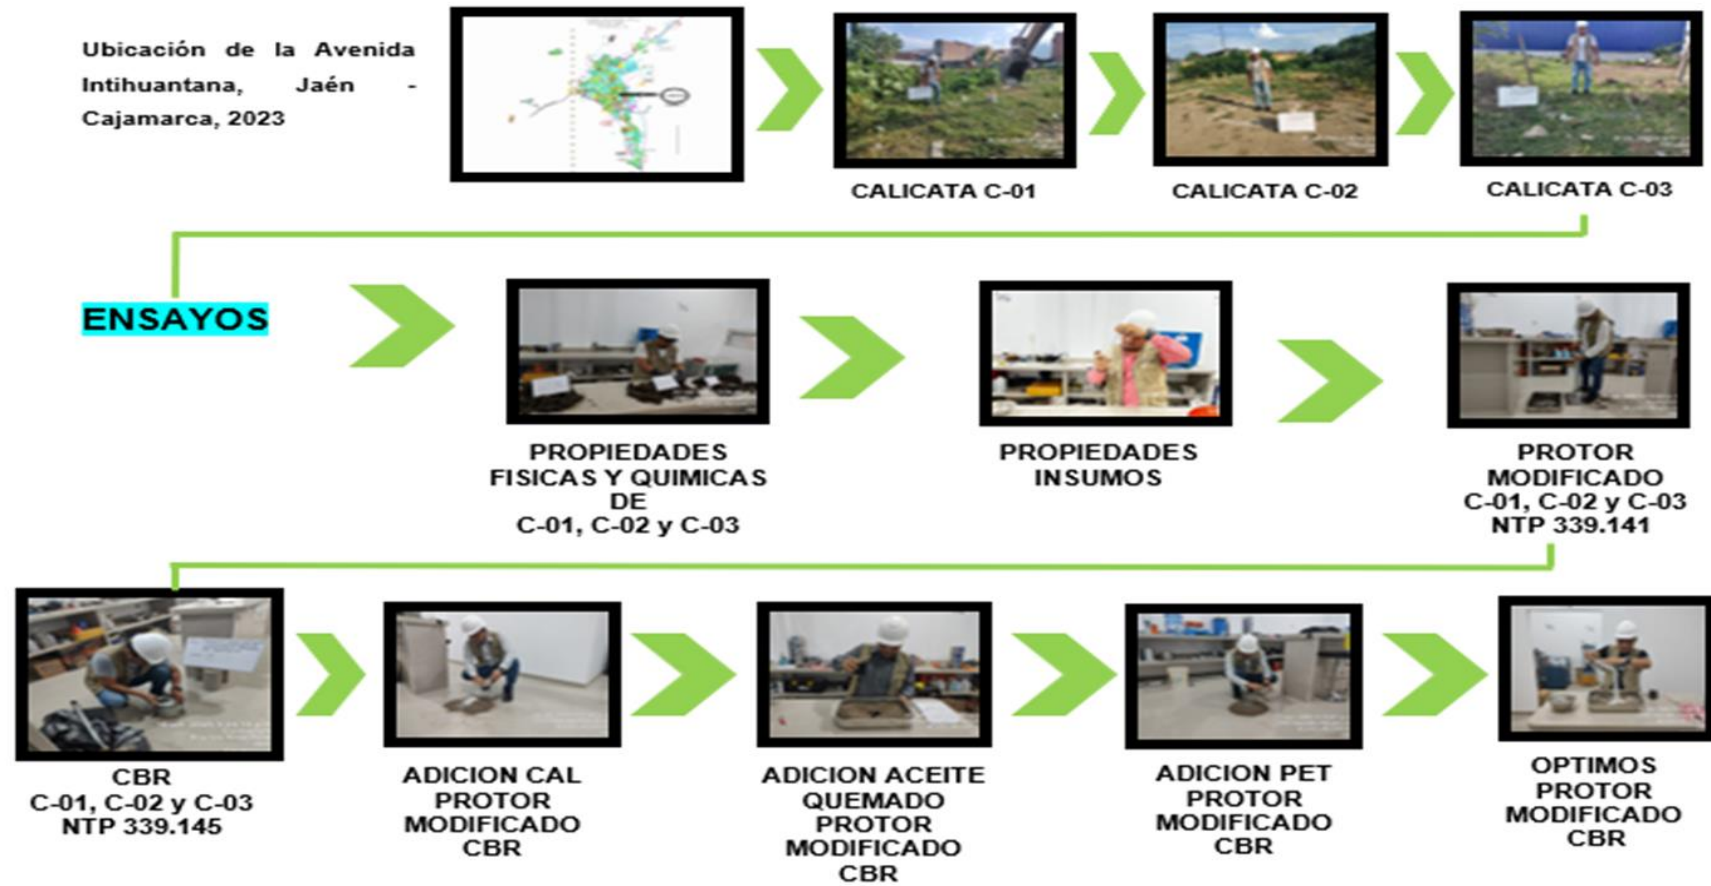 Ubicación de la Avenida
Intihuantana, Jaén -
Cajamarca, 2023
CALICATA C-01
CALICATA C-02
CALICATA C-03
ENSAYOS
PROPIEDADES
FISICAS Y QUIMICAS
DE
C-01, C-02 y C-03
PROPIEDADES
INSUMOS
PROTOR
MODIFICADO
C-01, C-02 y C-03
NTP 339.141
CBR
C-01, C-02 y C-03
NTP 339.145
ADICION CAL
PROTOR
MODIFICADO
CBR
ADICION ACEITE
QUEMADO
PROTOR
MODIFICADO
CBR
ADICION PET
PROTOR
MODIFICADO
CBR
OPTIMOS
PROTOR
MODIFICADO
CBR